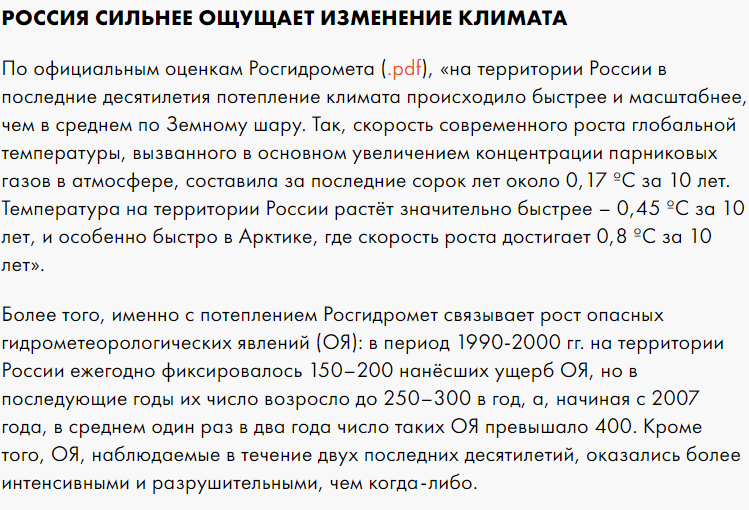 РОССИЯ СИЛЬНЕЕ ОЩУЩАЕТ ИЗМЕНЕНИЕ КЛИМАТА
По официальным оценкам Росгидромета (.pdf), «на территории России в
последние десятилетия потепление климата происходило быстрее и масштабнее,
чем в среднем по Земному шару. Так, скорость современного роста глобальной
температуры, вызванного в основном увеличением концентрации парниковых
газов в атмосфере, составила за последние сорок лет около 0,17 ºС за 10 лет.
Температура на территории России растёт значительно быстрее – 0,45 ºС за 10
лет, и особенно быстро в Арктике, где скорость роста достигает 0,8 ºС за 10
лет».
Более того, именно с потеплением Росгидромет связывает рост опасных
гидрометеорологических явлений (ОЯ): в период 1990-2000 гг. на территории
России ежегодно фиксировалось 150–200 нанёсших ущерб ОЯ, но в
последующие годы их число возросло до 250–300 в год, а, начиная с 2007
года, в среднем один раз в два года число таких ОЯ превышало 400. Кроме
того, ОЯ, наблюдаемые в течение двух последних десятилетий, оказались более
интенсивными и разрушительными, чем когда-либо.